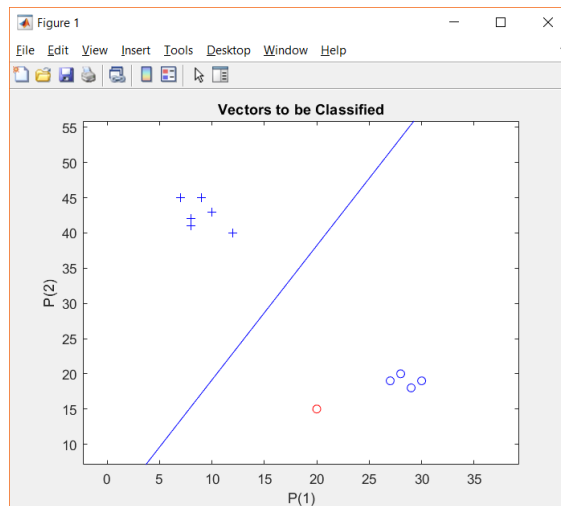 Figure 1
File Edit View Insert Tools Desktop Window Help
Vectors to be Classified
55
50
45
40
35
30
25
20
15
10
P(2)
0 5 10 15 20 25 30 35
P(1)